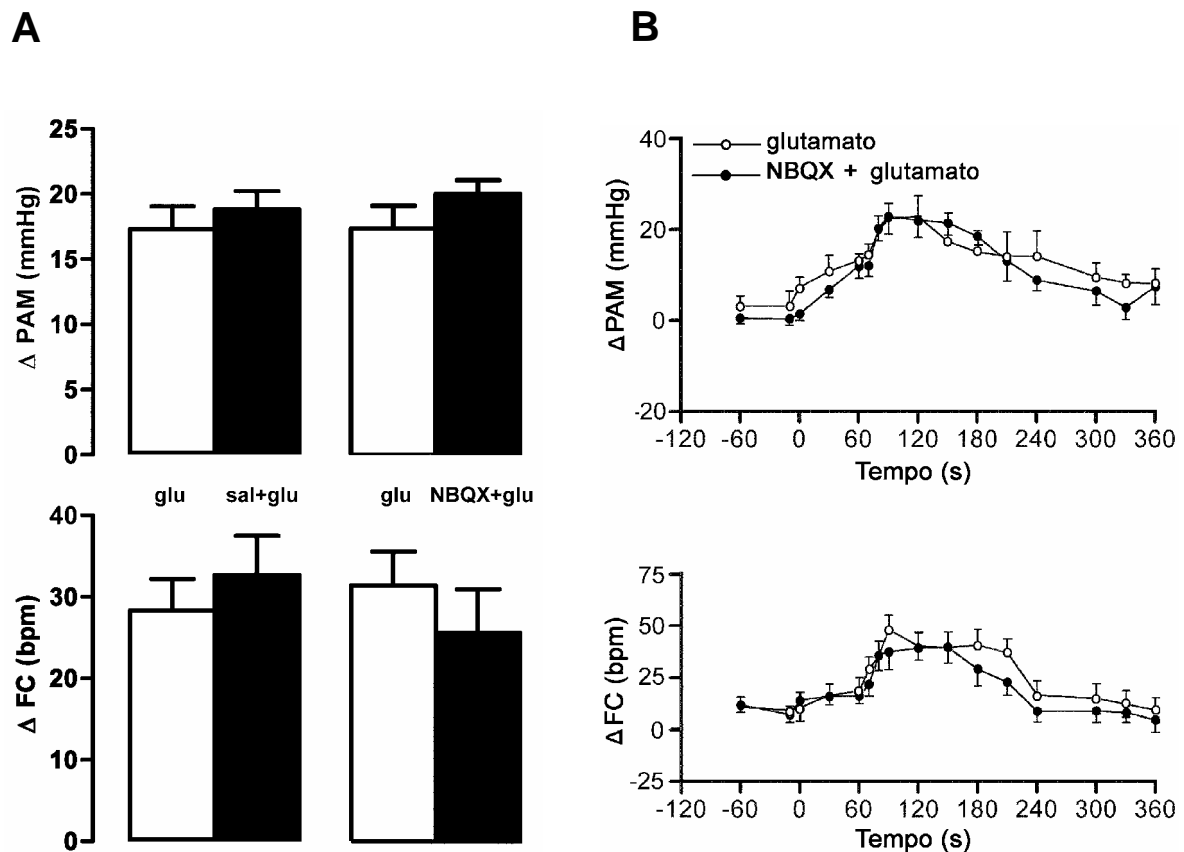 A
B
25
20
15
10
5
0
Δ PAM (mmHg)
glu sal+glu glu NBQX+glu
40
30
20
10
0
Δ FC (bpm)
glutamato
NBQX + glutamato
40
20
0
-20
Δ PAM (mmHg)
-120 -60 0 60 120 180 240 300 360
Tempo (s)
75
50
25
0
-25
Δ FC (bpm)
-120 -60 0 60 120 180 240 300 360
Tempo (s)